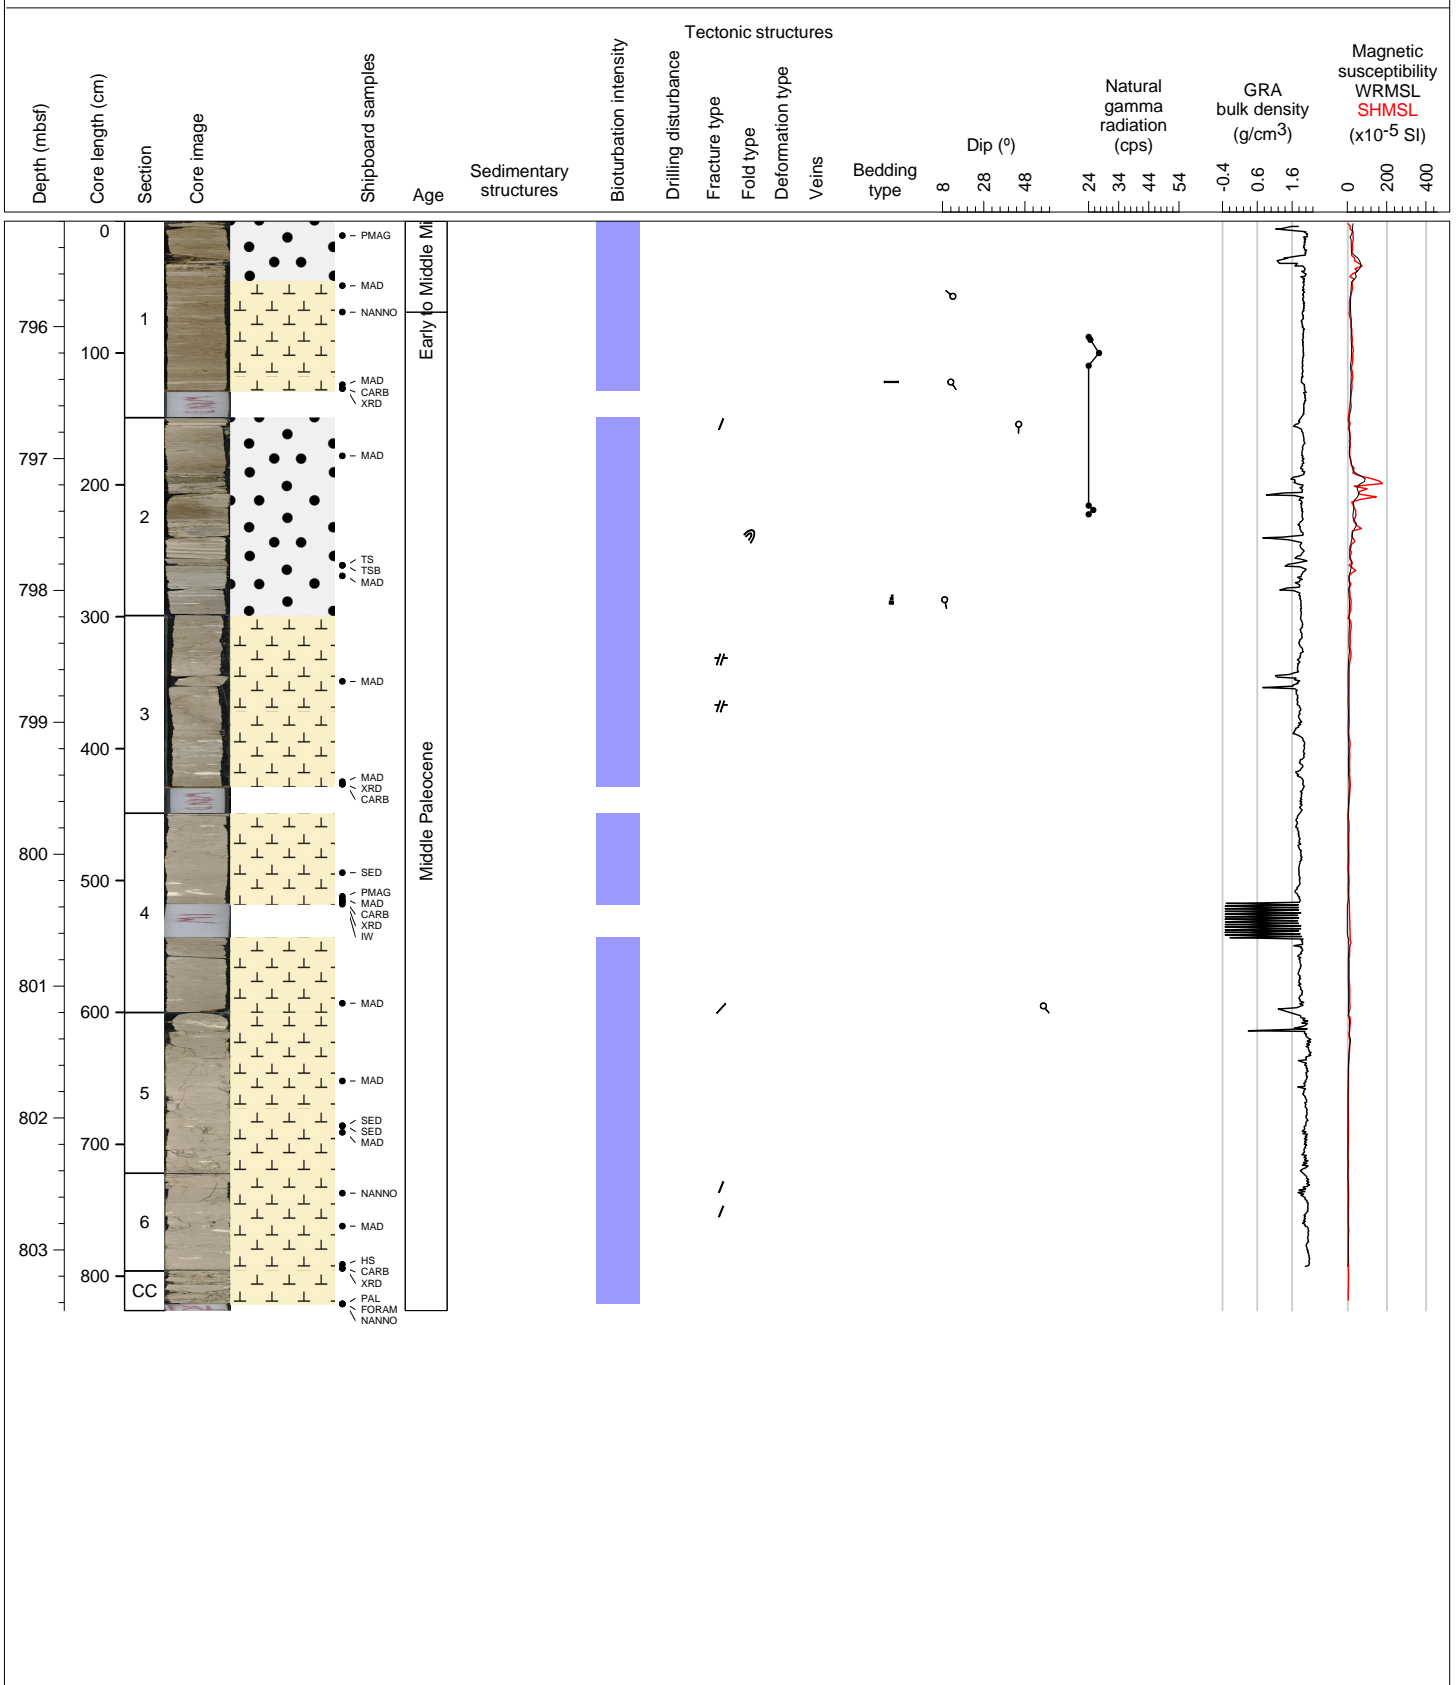 Tectonic structures
Depth (mbsf)
Core length (cm)
Section
Core image
Shipboard samples
Age
Sedimentary
structures
Bioturbation intensity
Drilling disturbance
Fracture type
Fold type
Deformation type
Veins
Bedding
type
Dip (º)
8 28 48
Natural
gamma
radiation
(cps)
24 34 44 54
GRA
bulk density
(g/cm3)
-0.4 0.6 1.6
Magnetic
susceptibility
WRMSL
SHMSL
(x10-5 SI)
0 200 400
796
797
798
799
800
801
802
803
0
100
200
300
400
500
600
700
800
1
2
3
4
5
6
CC
PMAG
MAD
NANNO
MAD
CARB
XRD
MAD
TS
TSB
MAD
MAD
MAD
XRD
CARB
SED
PMAG
MAD
CARB
XRD
IW
MAD
MAD
SED
SED
MAD
NANNO
MAD
HS
CARB
XRD
PAL
FORAM
NANNO
Early to Middle Mi
Middle Paleocene